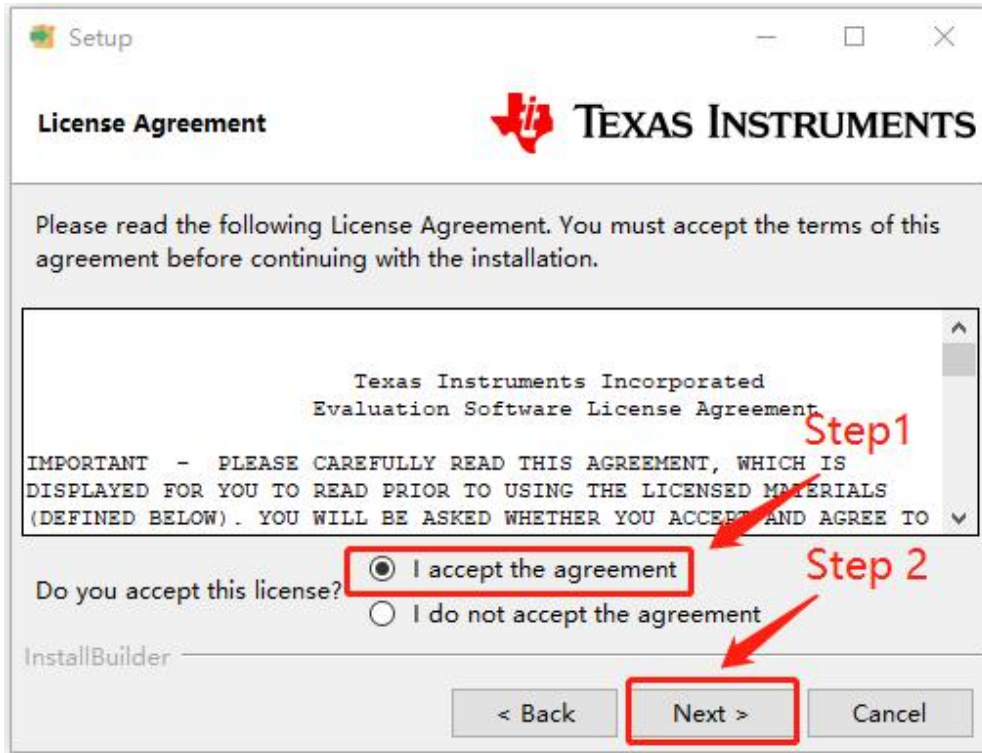 Setup
License Agreement
TEXAS INSTRUMENTS
Please read the following License Agreement. You must accept the terms of this
agreement before continuing with the installation.
Texas Instruments Incorporated
Evaluation Software License Agreement
Step1
IMPORTANT - PLEASE CAREFULLY READ THIS AGREEMENT, WHICH IS
DISPLAYED FOR YOU TO READ PRIOR TO USING THE LICENSED MATERIALS
(DEFINED BELOW). YOU WILL BE ASKED WHETHER YOU ACCEPT AND AGREE TO
Step 2
Do you accept this license?
I accept the agreement
I do not accept the agreement
InstallBuilder
< Back
Next >
Cancel